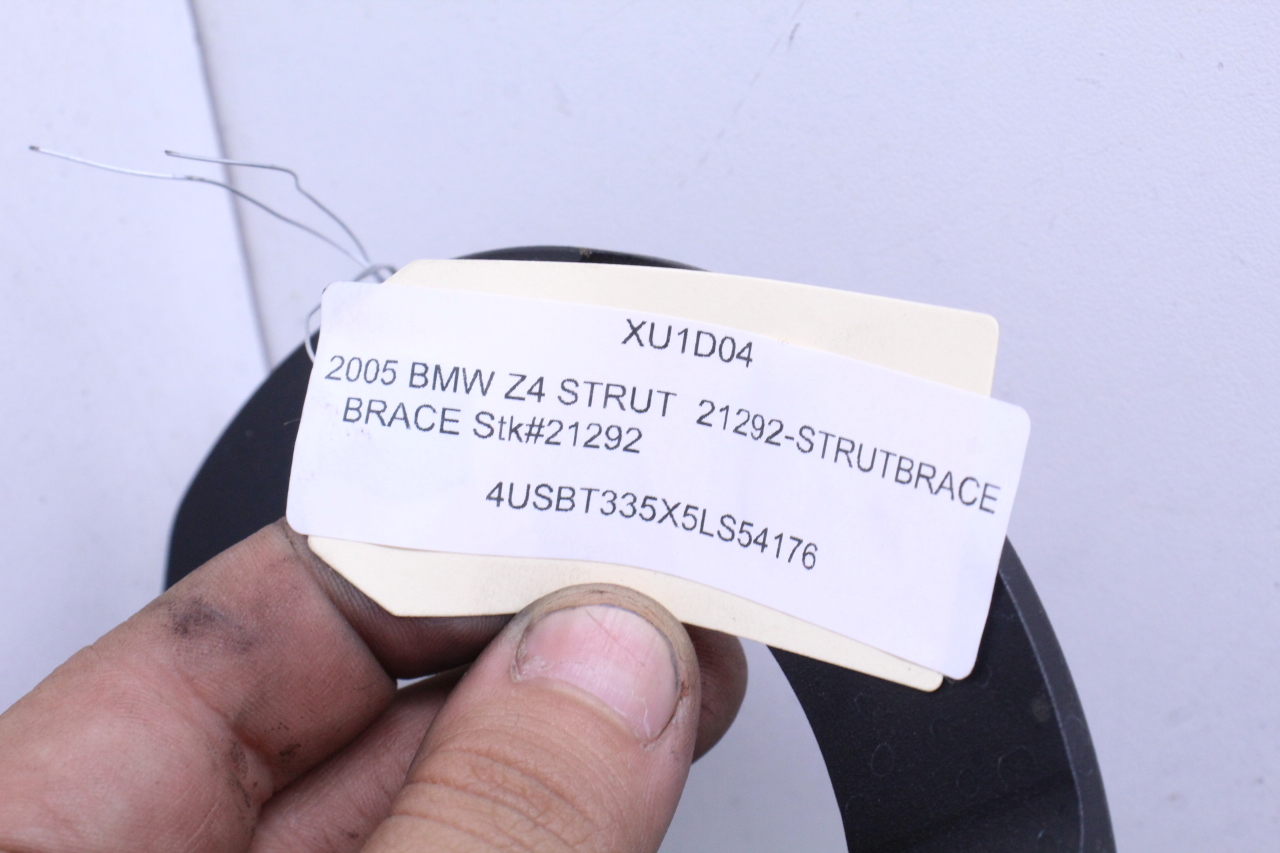 XU1D04
2005 BMW Z4 STRUT 21292-STRUTBRACE
BRACE Stk#21292
4USBT335X5LS54176